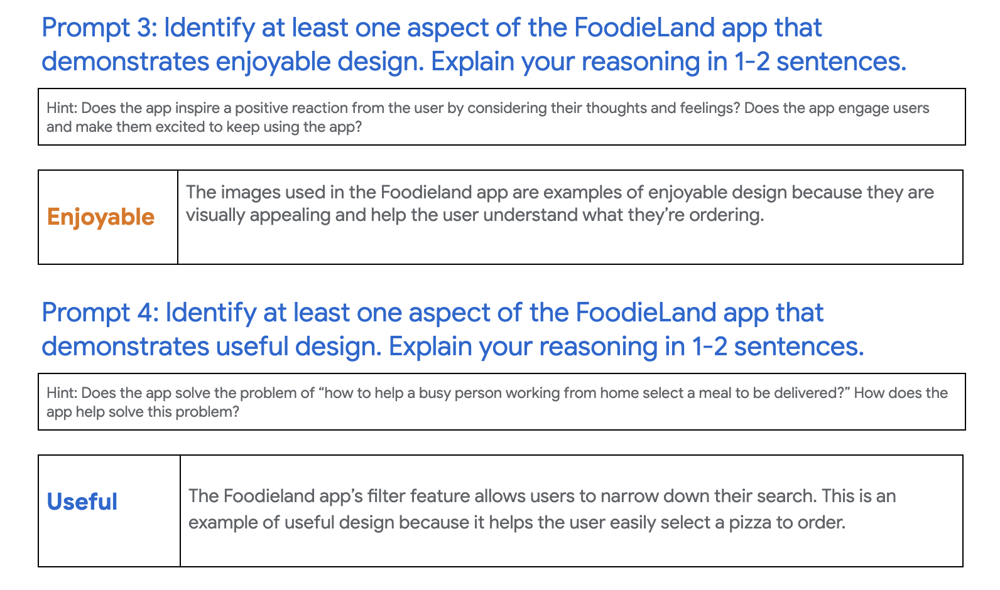 Prompt 3: Identify at least one aspect of the FoodieLand app that
demonstrates enjoyable design. Explain your reasoning in 1-2 sentences.
Hint: Does the app inspire a positive reaction from the user by considering their thoughts and feelings? Does the app engage users
and make them excited to keep using the app?
Enjoyable
The images used in the Foodieland app are examples of enjoyable design because they are
visually appealing and help the user understand what they’re ordering.
Prompt 4: Identify at least one aspect of the FoodieLand app that
demonstrates useful design. Explain your reasoning in 1-2 sentences.
Hint: Does the app solve the problem of “how to help a busy person working from home select a meal to be delivered?” How does the
app help solve this problem?
Useful
The Foodieland app’s filter feature allows users to narrow down their search. This is an
example of useful design because it helps the user easily select a pizza to order.